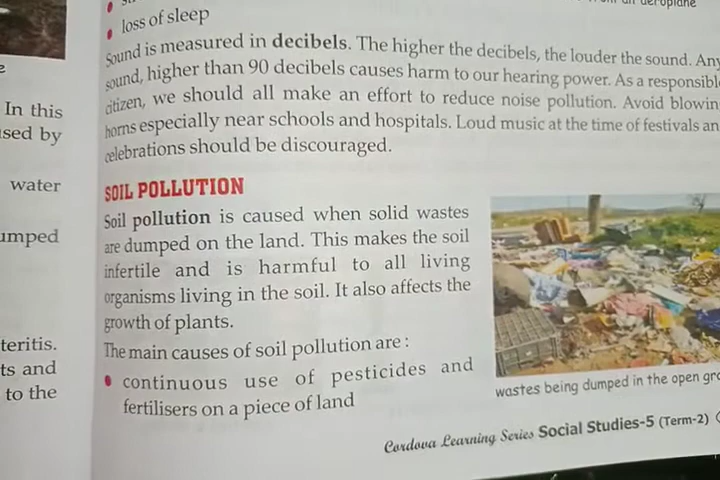 In this
sed by
water
umped
teritis.
ts and
to the
• loss of sleep
Sound is measured in decibels. The higher the decibels, the louder the sound. Any
sound, higher than 90 decibels causes harm to our hearing power. As a responsible
citizen, we should all make an effort to reduce noise pollution. Avoid blowin
horns especially near schools and hospitals. Loud music at the time of festivals an
celebrations should be discouraged.
SOIL POLLUTION
Soil pollution is caused when solid wastes
are dumped on the land. This makes the soil
infertile and is harmful to all living
organisms living in the soil. It also affects the
growth of plants.
The main causes of soil pollution are :
• continuous use of pesticides and
fertilisers on a piece of land
wastes being dumped in the open gro
Cordova Learning Series Social Studies-5 (Term-2)